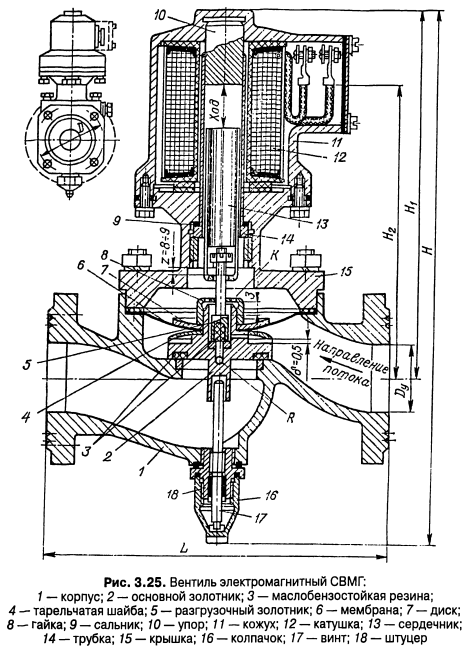 10
Ход
11
12
13
14
15
9
z=8÷9
К
З
8
7
6
5
4
3
2
1
δ=0,5
Направление
потока
R
Dу
H2
H1
H
18
16
17
L
Рис. 3.25. Вентиль электромагнитный СВМГ:
1 — корпус; 2 — основной золотник; 3 — маслобензостойкая резина;
4 — тарельчатая шайба; 5 — разгрузочный золотник; 6 — мембрана; 7 — диск;
8 — гайка; 9 — сальник; 10 — упор; 11 — кожух; 12 — катушка; 13 — сердечник;
14 — трубка; 15 — крышка; 16 — колпачок; 17 — винт; 18 — штуцер